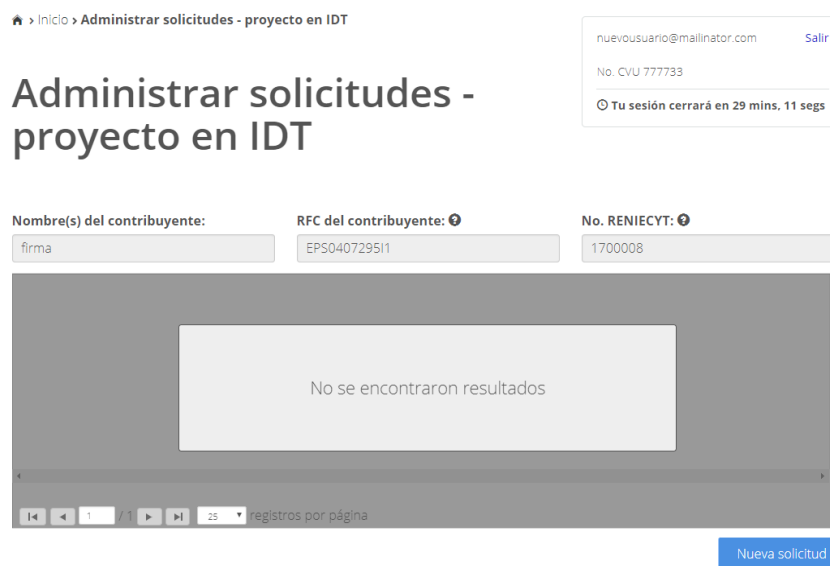 > Inicio > Administrar solicitudes - proyecto en IDT
nuevousuario@mailinator.com Salir
No. CVU 777733
Tu sesión cerrará en 29 mins, 11 segs
Administrar solicitudes -
proyecto en IDT
Nombre(s) del contribuyente: RFC del contribuyente: No. RENIECYT:
firma EPS0407295I1 1700008
No se encontraron resultados
1 / 1 25 registros por página
Nueva solicitud